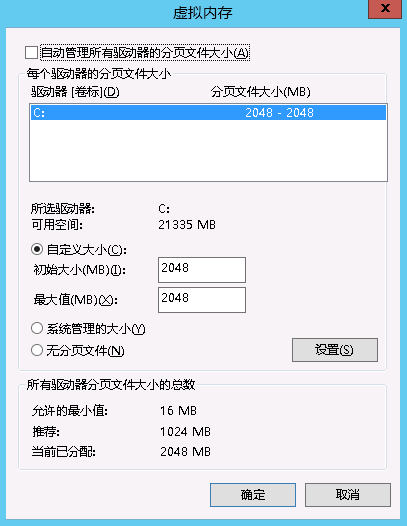 虚拟内存
x
自动管理所有驱动器的分页文件大小(A)
每个驱动器的分页文件大小
驱动器 [卷标](D) 分页文件大小(MB)
C: 2048 - 2048
所选驱动器: C:
可用空间: 21335 MB
自定义大小(C):
初始大小(MB)(I): 2048
最大值(MB)(X): 2048
系统管理的大小(Y)
无分页文件(N) 设置(S)
所有驱动器分页文件大小的总数
允许的最小值: 16 MB
推荐: 1024 MB
当前已分配: 2048 MB
确定 取消